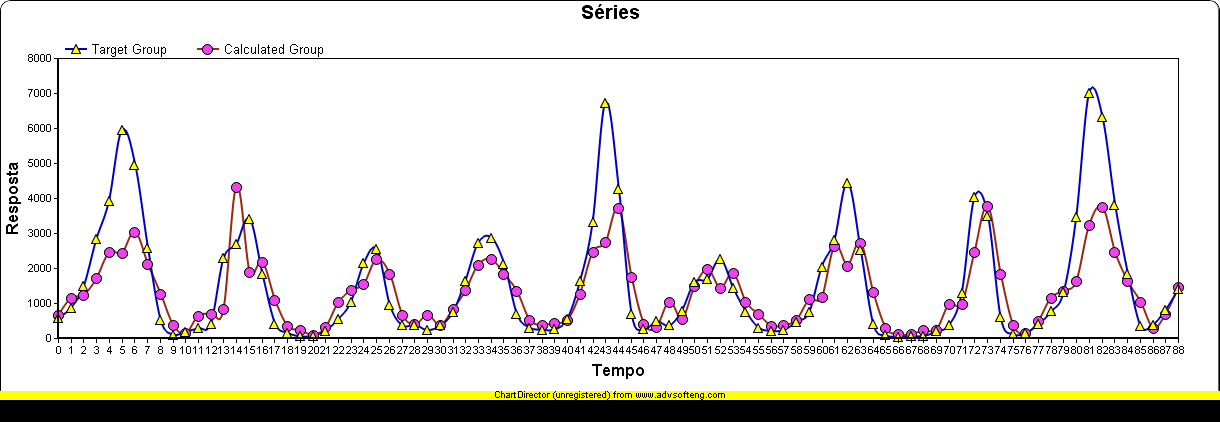 Séries
Target Group
Calculated Group
8000
7000
6000
5000
4000
3000
2000
1000
0
Resposta
0 1 2 3 4 5 6 7 8 9 10 11 12 13 14 15 16 17 18 19 20 21 22 23 24 25 26 27 28 29 30 31 32 33 34 35 36 37 38 39 40 41 42 43 44 45 46 47 48 49 50 51 52 53 54 55 56 57 58 59 60 61 62 63 64 65 66 67 68 69 70 71 72 73 74 75 76 77 78 79 80 81 82 83 84 85 86 87 88
Tempo
ChartDirector (unregistered) from www.advsofteng.com